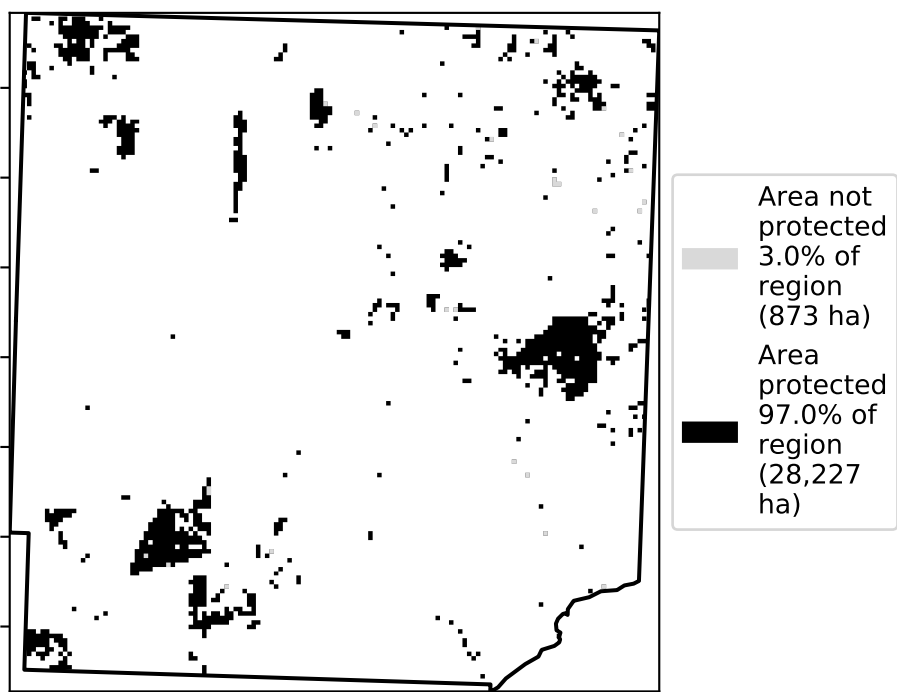 Area not
protected
3.0% of
region
(873 ha)
Area
protected
97.0% of
region
(28,227
ha)